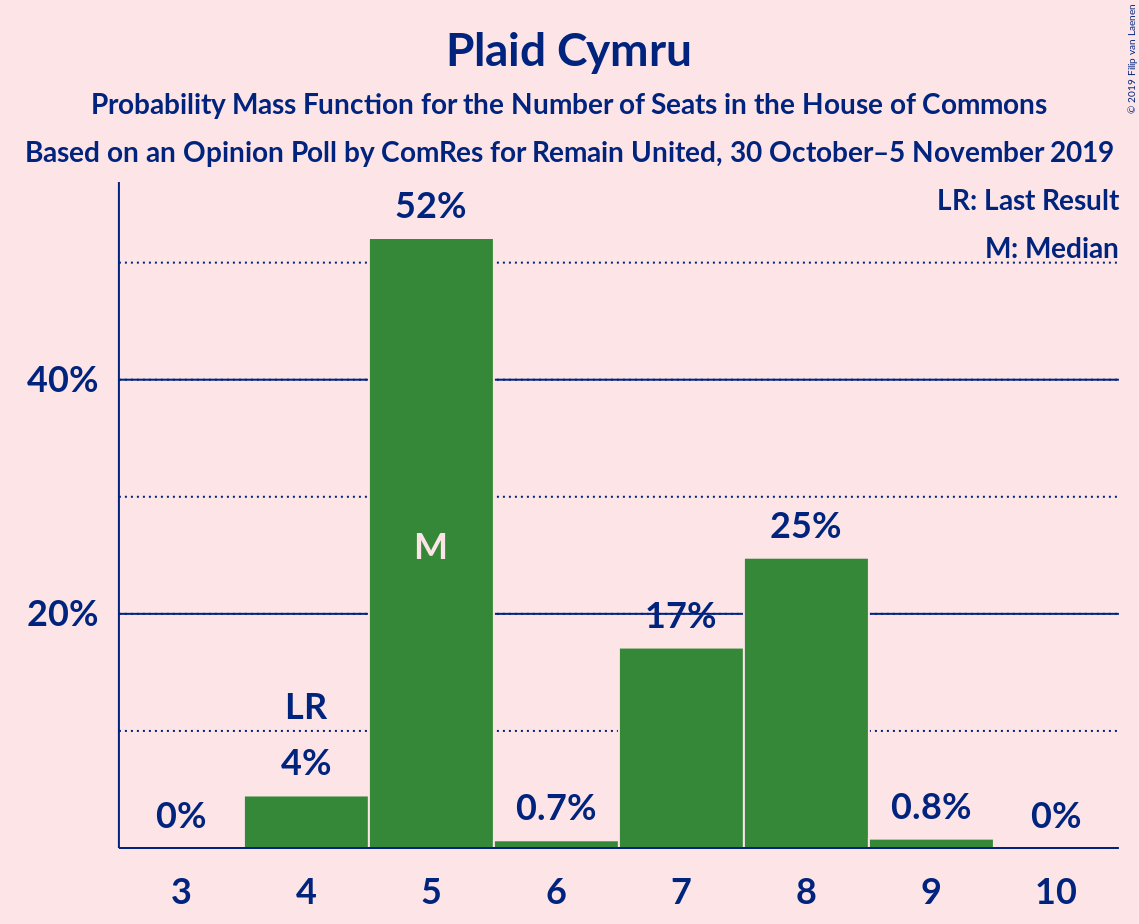 Plaid Cymru
Probability Mass Function for the Number of Seats in the House of Commons
Based on an Opinion Poll by ComRes for Remain United, 30 October–5 November 2019
© 2019 Filip van Laenen
LR: Last Result
M: Median
52%
40%
M
25%
20%
17%
LR
4%
0%
0.7%
0.8%
0%
3 4 5 6 7 8 9 10